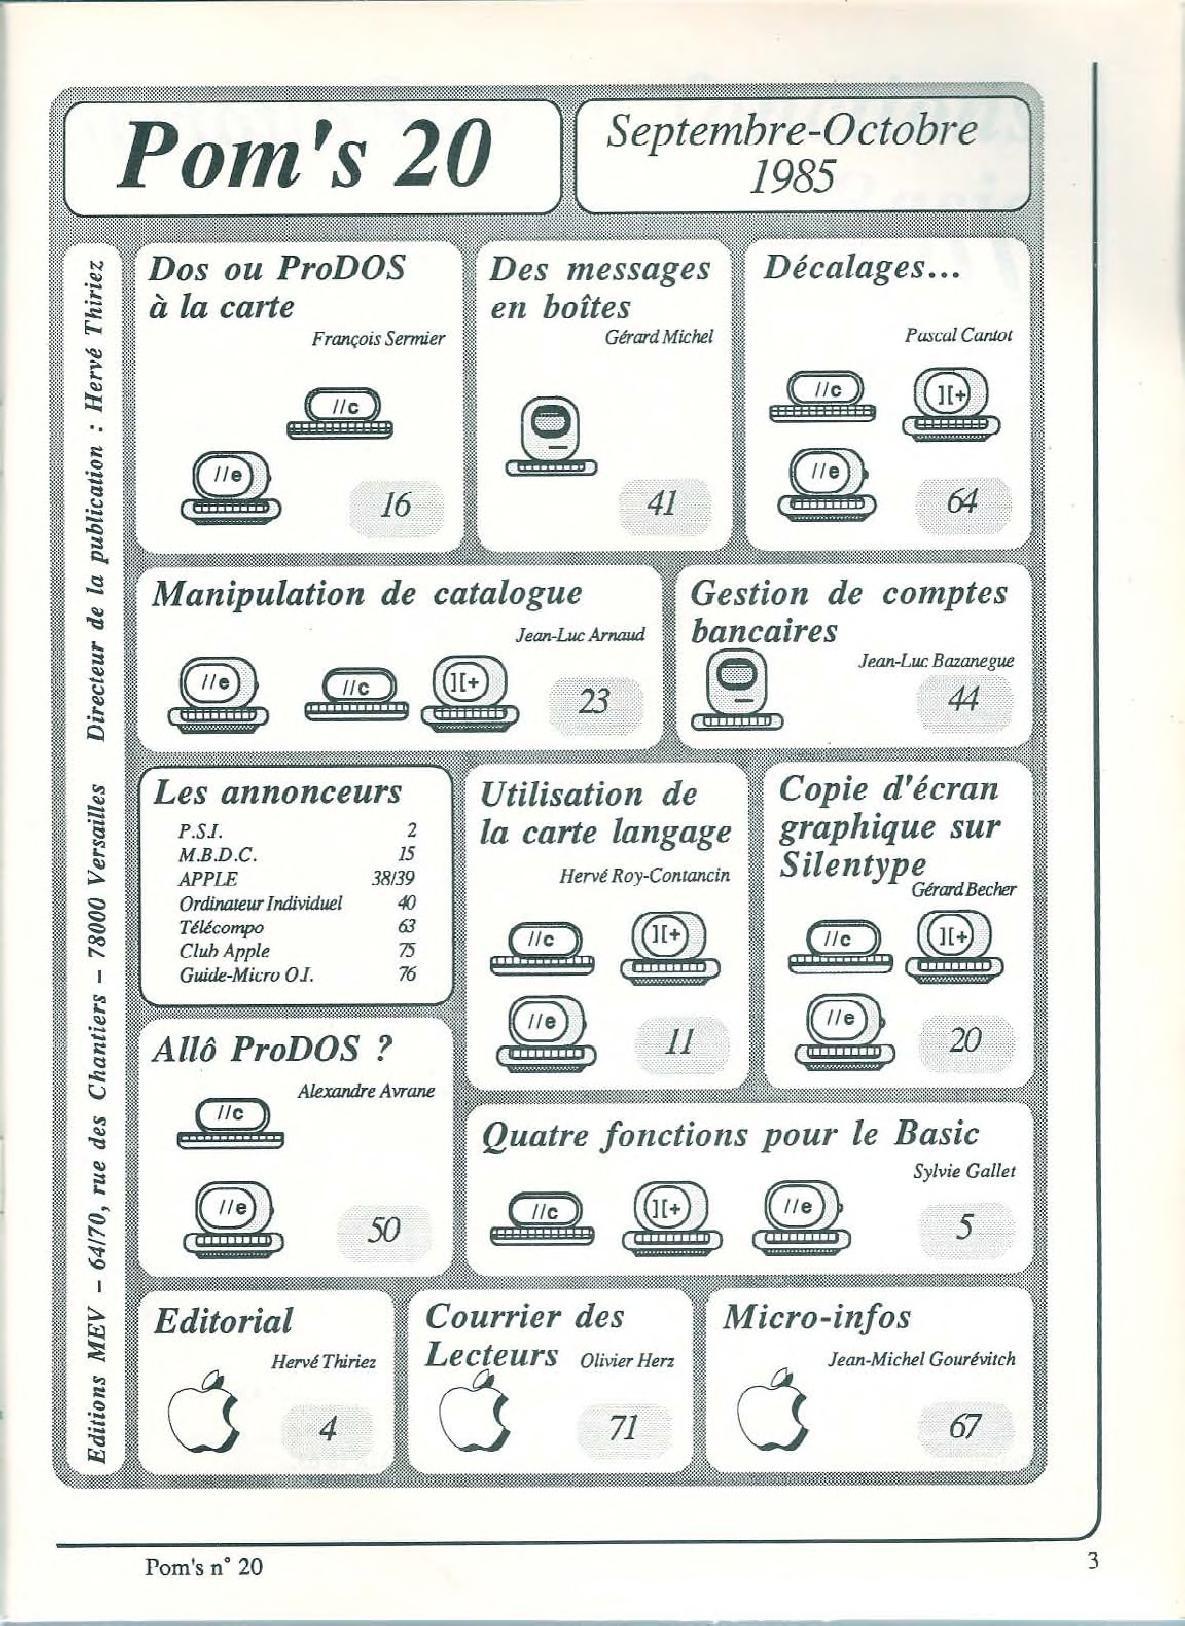 Pom's 20
Septembre-Octobre
1985
Editions MEV - 64/70, rue des Chantiers - 78000 Versailles Directeur de la publication : Hervé Thiriez
Dos ou ProDOS
à la carte
François Sermier
//c
//e
16
Des messages
en boîtes
Gérard Michel
41
Décalages...
Pascal Cantot
//c
][+
//e
64
Manipulation de catalogue
Jean-Luc Arnaud
//e
//c
][+
23
Gestion de comptes
bancaires
Jean-Luc Bazanegue
44
Les annonceurs
P.S.I. 2
M.B.D.C. 15
APPLE 38/39
Ordinateur Individuel 40
Télécompo 63
Club Apple 75
Guide-Micro O.I. 76
Utilisation de
la carte langage
Hervé Roy-Contancin
//c
][+
//e
11
Copie d'écran
graphique sur
Silentype
Gérard Becher
//c
][+
//e
20
Allô ProDOS ?
Alexandre Avrane
//c
//e
50
Quatre fonctions pour le Basic
Sylvie Gallet
//c
][+
//e
5
Editorial
Hervé Thiriez
4
Courrier des
Lecteurs Olivier Herz
71
Micro-infos
Jean-Michel Gourévitch
67
Pom's n° 20
3